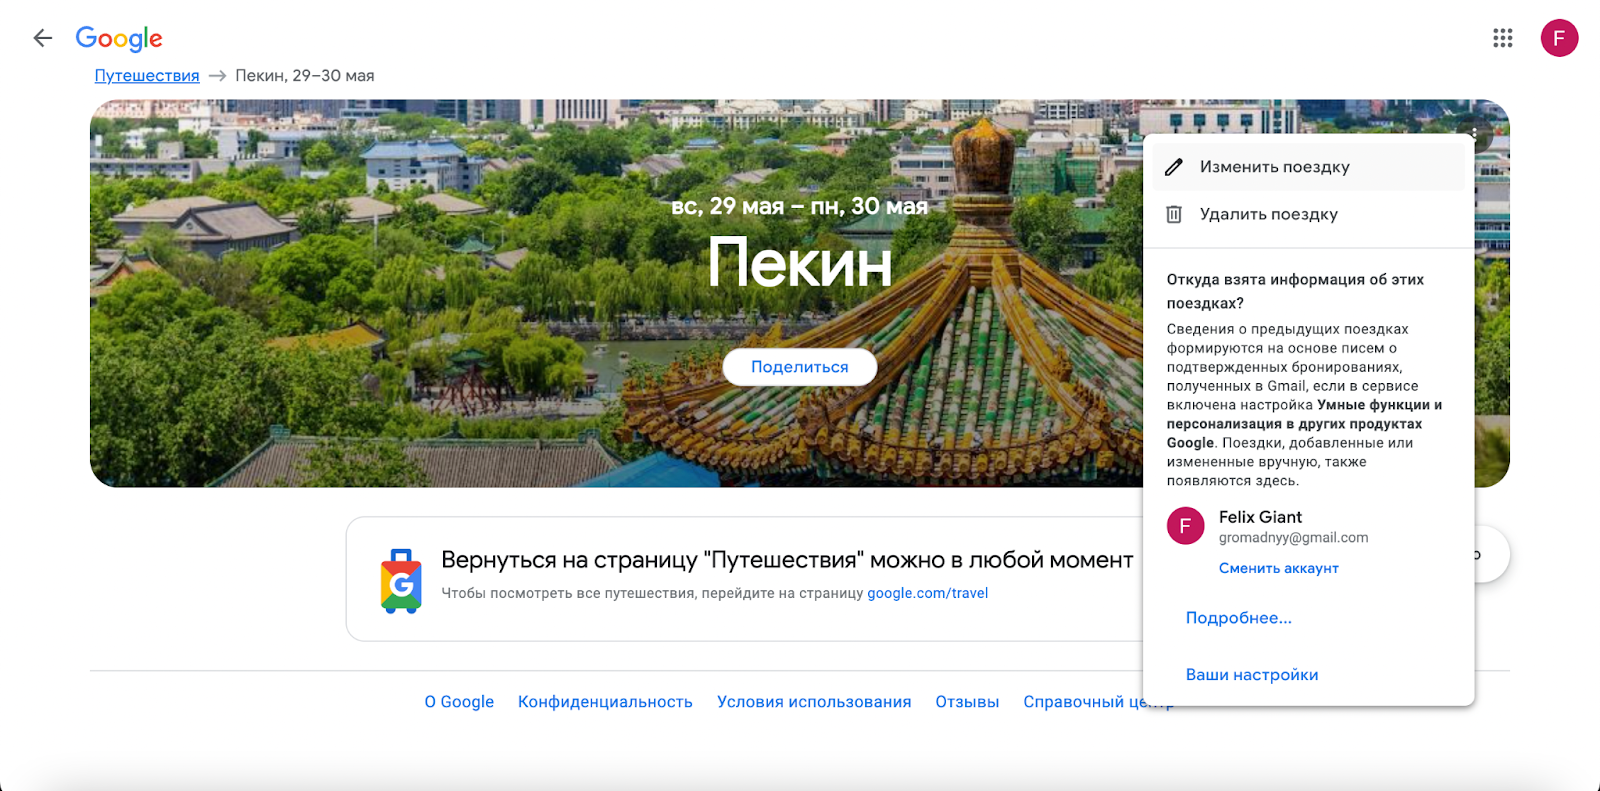 Google
F
Путешествия → Пекин, 29–30 мая
вс, 29 мая – пн, 30 мая
Пекин
Поделиться
Изменить поездку
Удалить поездку
Откуда взята информация об этих
поездках?
Сведения о предыдущих поездках
формируются на основе писем о
подтвержденных бронированиях,
полученных в Gmail, если в сервисе
включена настройка Умные функции и
персонализация в других продуктах
Google. Поездки, добавленные или
измененные вручную, также
появляются здесь.
F
Felix Giant
gromadnyy@gmail.com
Сменить аккаунт
Подробнее...
Ваши настройки
G
Вернуться на страницу "Путешествия" можно в любой момент
Чтобы посмотреть все путешествия, перейдите на страницу google.com/travel
О Google Конфиденциальность Условия использования Отзывы Справочный центр